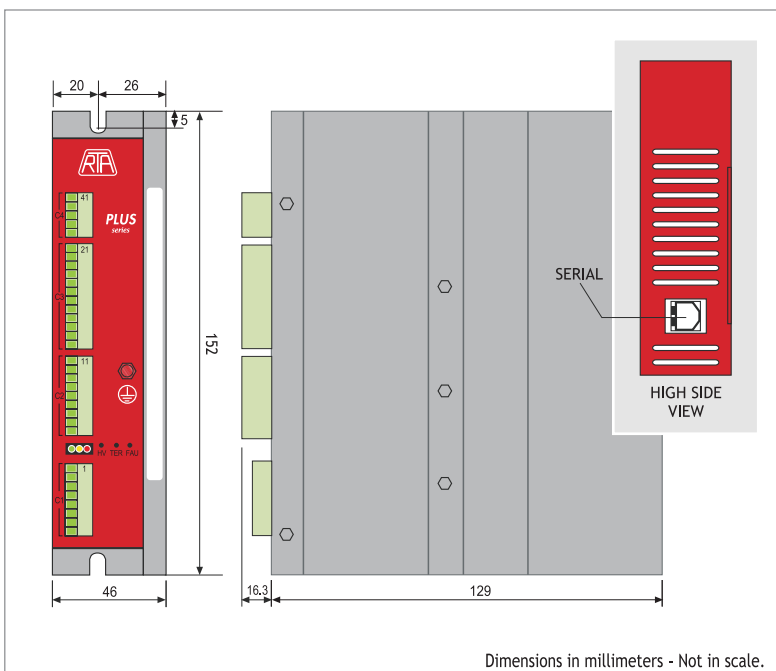 20
26
5
RTA
41
C4
PLUS
series
21
C3
SERIAL
152
11
C2
HIGH SIDE
VIEW
HV TER FAU
1
C1
46
16.3
129
Dimensions in millimeters - Not in scale.